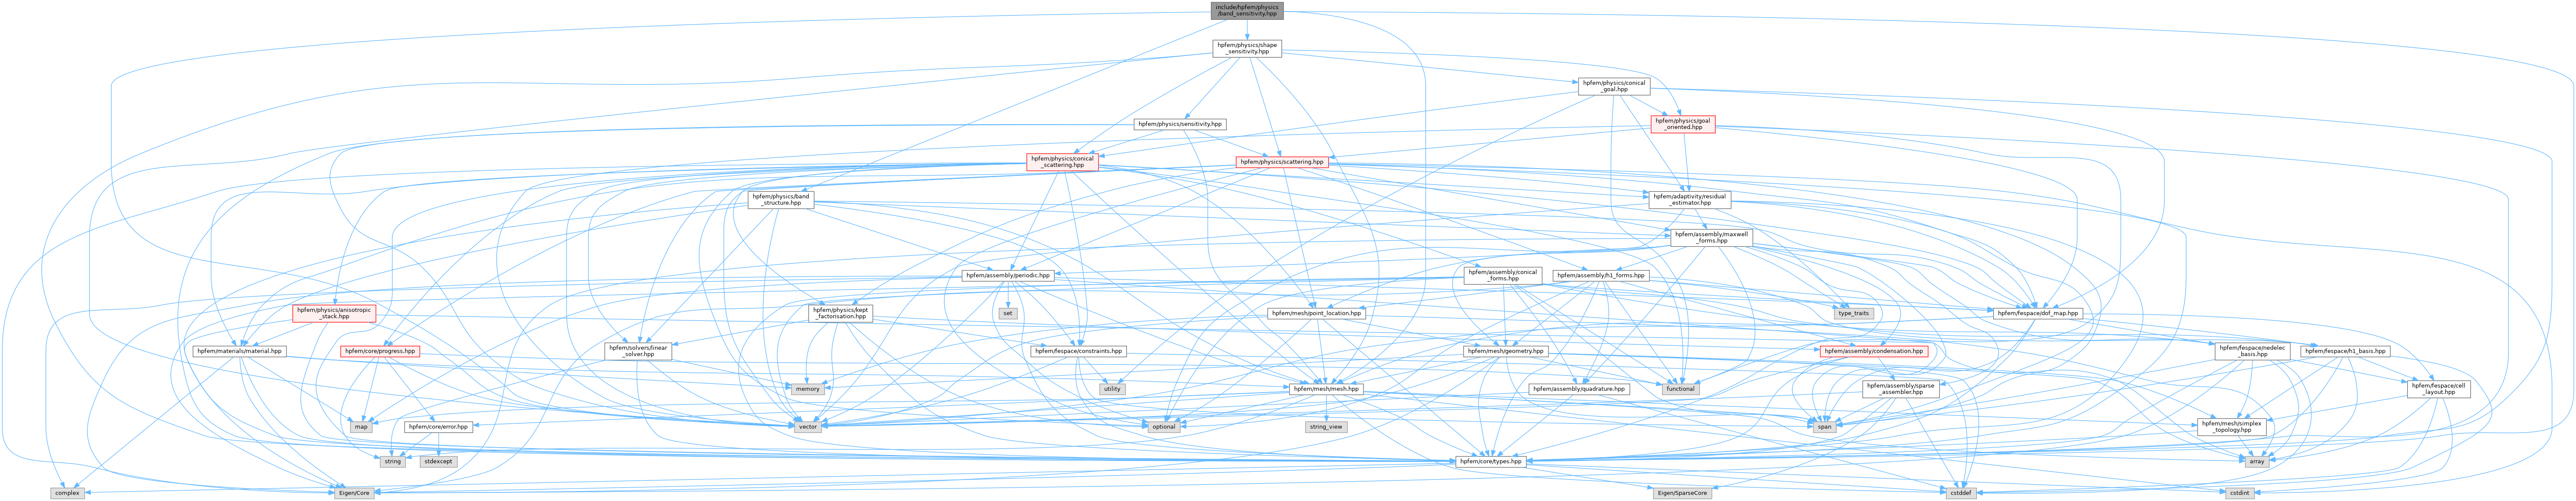 include/hpfem/physics
/band_sensitivity.hpp
hpfem/physics/shape
_sensitivity.hpp
hpfem/physics/conical
_goal.hpp
hpfem/physics/sensitivity.hpp
hpfem/physics/goal
_oriented.hpp
hpfem/physics/conical
_scattering.hpp
hpfem/physics/scattering.hpp
hpfem/physics/band
_structure.hpp
hpfem/adaptivity/residual
_estimator.hpp
hpfem/assembly/maxwell
_forms.hpp
hpfem/assembly/periodic.hpp
hpfem/assembly/conical
_forms.hpp
hpfem/assembly/h1_forms.hpp
hpfem/physics/anisotropic
_stack.hpp
set
hpfem/physics/kept
_factorisation.hpp
hpfem/mesh/point_location.hpp
type_traits
hpfem/fespace/dof_map.hpp
hpfem/materials/material.hpp
hpfem/core/progress.hpp
hpfem/solvers/linear
_solver.hpp
hpfem/fespace/constraints.hpp
hpfem/mesh/geometry.hpp
hpfem/assembly/condensation.hpp
hpfem/fespace/nedelec
_basis.hpp
hpfem/fespace/h1_basis.hpp
memory
utility
hpfem/mesh/mesh.hpp
hpfem/assembly/quadrature.hpp
functional
hpfem/assembly/sparse
_assembler.hpp
hpfem/fespace/cell
_layout.hpp
map
hpfem/core/error.hpp
vector
optional
string_view
span
hpfem/mesh/simplex
_topology.hpp
string
stdexcept
hpfem/core/types.hpp
array
complex
Eigen/Core
Eigen/SparseCore
cstddef
cstdint